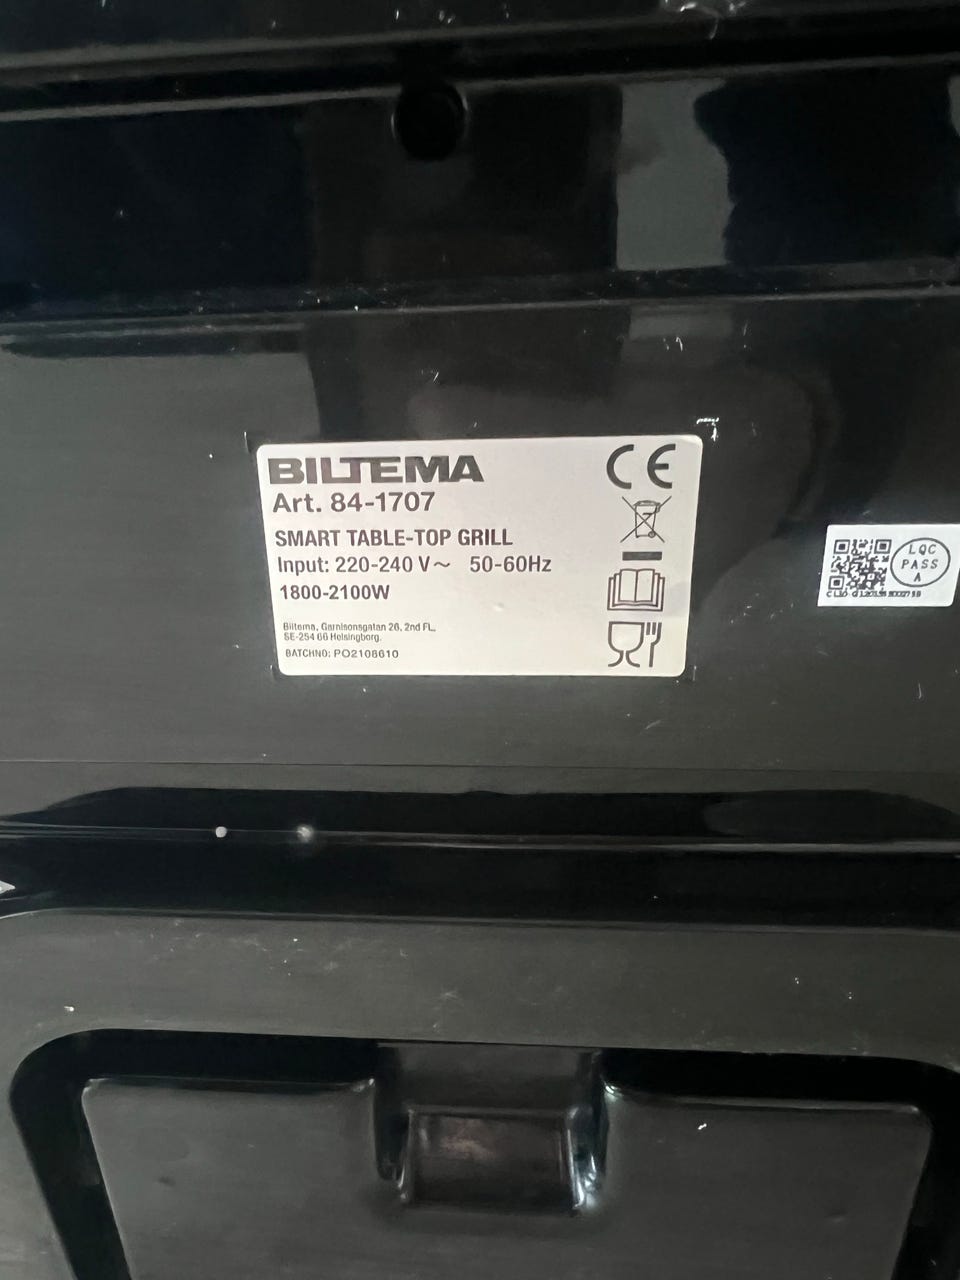 BILTEMA
Art. 84-1707
SMART TABLE-TOP GRILL
Input: 220-240 V~ 50-60Hz
1800-2100W
Biltema, Garnisonsgatan 26, 2nd FL,
SE-254 66 Helsingborg.
BATCHNO: PO2108610
CE
LQC
PASS
A